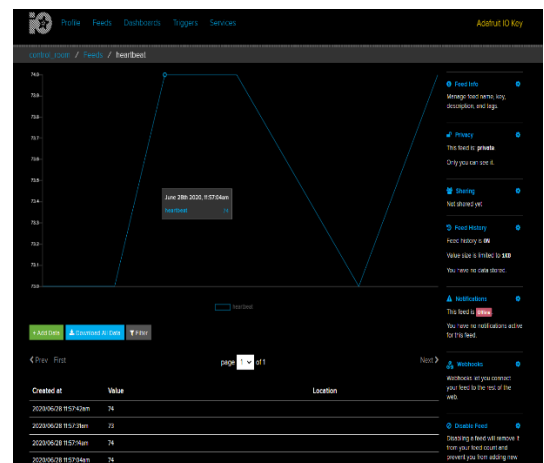 Profile Feeds Dashboards Triggers Services
Adafruit IO Key
control_room / Feeds / heartbeat
74.0
73.9
73.8
73.7
73.6
73.5
73.4
73.3
73.2
73.1
73.0
June 28th 2020, 11:57:04am
heartbeat 74
heartbeat
+ Add Data
Download All Data
Filter
Prev First
page 1 of 1
Next
Created at Value Location
2020/06/28 11:57:42am 74
2020/06/28 11:57:31am 73
2020/06/28 11:57:14am 74
2020/06/28 11:57:04am 74
Feed Info
Manage feed name, key,
description, and tags.
Privacy
This feed is: private.
Only you can see it.
Sharing
Not shared yet
Feed History
Feed history is ON
Value size is limited to 1KB
You have no data stored.
Notifications
This feed is offline.
You have no notifications active
for this feed.
Webhooks
Webhooks let you connect
your feed to the rest of the
web.
Disable Feed
Disabling a feed will remove it
from your feed count and
prevent you from adding new